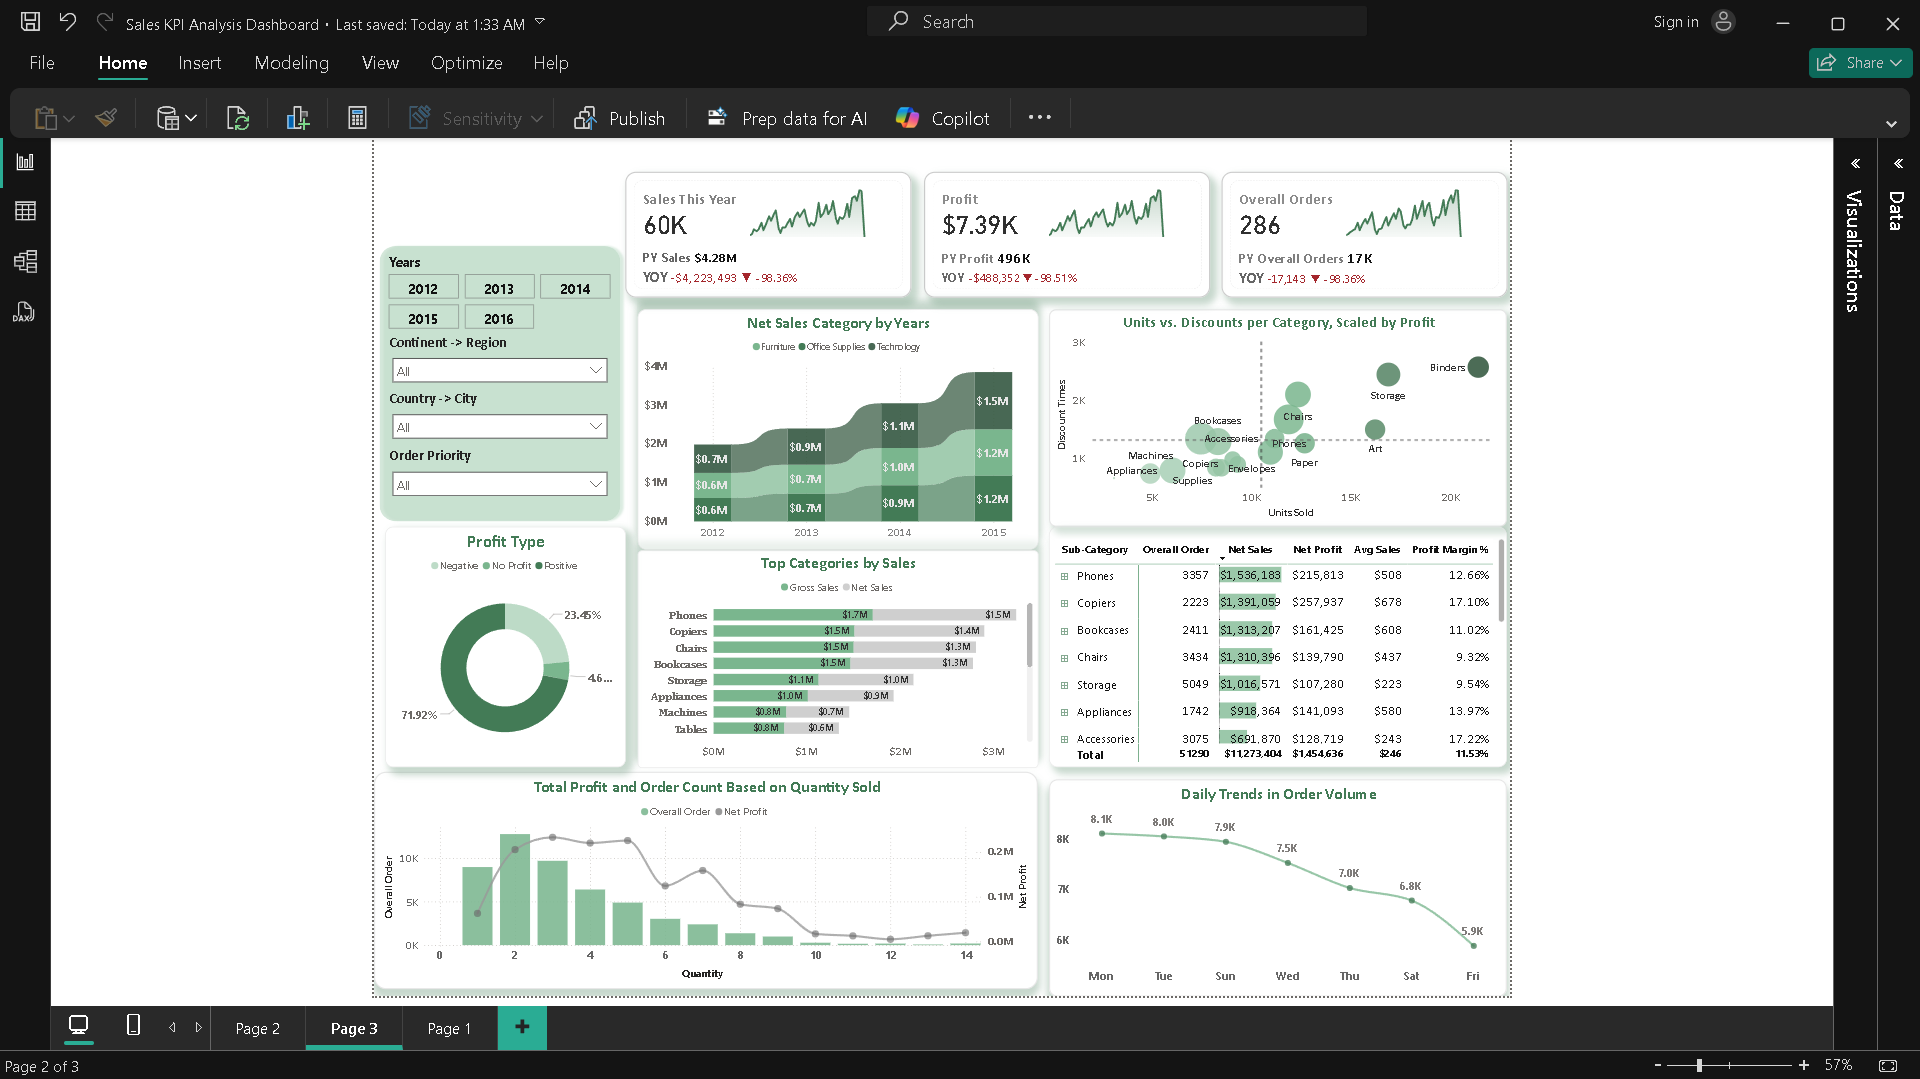 Sales KPI Analysis Dashboard • Last saved: Today at 1:33 AM
Search
Sign in
File Home Insert Modeling View Optimize Help
Share
Sensitivity
Publish
Prep data for AI
Copilot
DAX
Visualizations
Data
Years
2012 2013 2014
2015 2016
Continent -> Region
All
Country -> City
All
Order Priority
All
Sales This Year
60K
PY Sales $4.28M
YOY -$4,223,493 ▼ -98.36%
Profit
$7.39K
PY Profit 496K
YOY -$488,352 ▼ -98.51%
Overall Orders
286
PY Overall Orders 17K
YOY -17,143 ▼ -98.36%
Net Sales Category by Years
Furniture Office Supplies Technology
$4M
$3M
$2M
$1M
$0M
$0.7M $0.9M $1.1M $1.5M
$0.6M $0.7M $1.0M $1.2M
$0.6M $0.7M $0.9M $1.2M
2012 2013 2014 2015
Units vs. Discounts per Category, Scaled by Profit
Discount Times
3K
2K
1K
Binders
Storage
Chairs
Bookcases
Accessories
Phones
Art
Machines
Copiers
Envelopes
Paper
Appliances
Supplies
5K 10K 15K 20K
Units Sold
Profit Type
Negative No Profit Positive
23.45%
4.6...
71.92%
Top Categories by Sales
Gross Sales Net Sales
Phones $1.7M $1.5M
Copiers $1.5M $1.4M
Chairs $1.5M $1.3M
Bookcases $1.5M $1.3M
Storage $1.1M $1.0M
Appliances $1.0M $0.9M
Machines $0.8M $0.7M
Tables $0.8M $0.6M
$0M $1M $2M $3M
Sub-Category Overall Order Net Sales Net Profit Avg Sales Profit Margin %
Phones 3357 $1,536,183 $215,813 $508 12.66%
Copiers 2223 $1,391,059 $257,937 $678 17.10%
Bookcases 2411 $1,313,207 $161,425 $608 11.02%
Chairs 3434 $1,310,396 $139,790 $437 9.32%
Storage 5049 $1,016,571 $107,280 $223 9.54%
Appliances 1742 $918,364 $141,093 $580 13.97%
Accessories 3075 $691,870 $128,719 $243 17.22%
Total 51290 $11,273,404 $1,454,636 $246 11.53%
Total Profit and Order Count Based on Quantity Sold
Overall Order Net Profit
Overall Order
10K
5K
0K
0.2M
0.1M
0.0M
Net Profit
0 2 4 6 8 10 12 14
Quantity
Daily Trends in Order Volume
8K
7K
6K
8.1K 8.0K 7.9K 7.5K 7.0K 6.8K 5.9K
Mon Tue Sun Wed Thu Sat Fri
Page 2 Page 3 Page 1
Page 2 of 3
57%